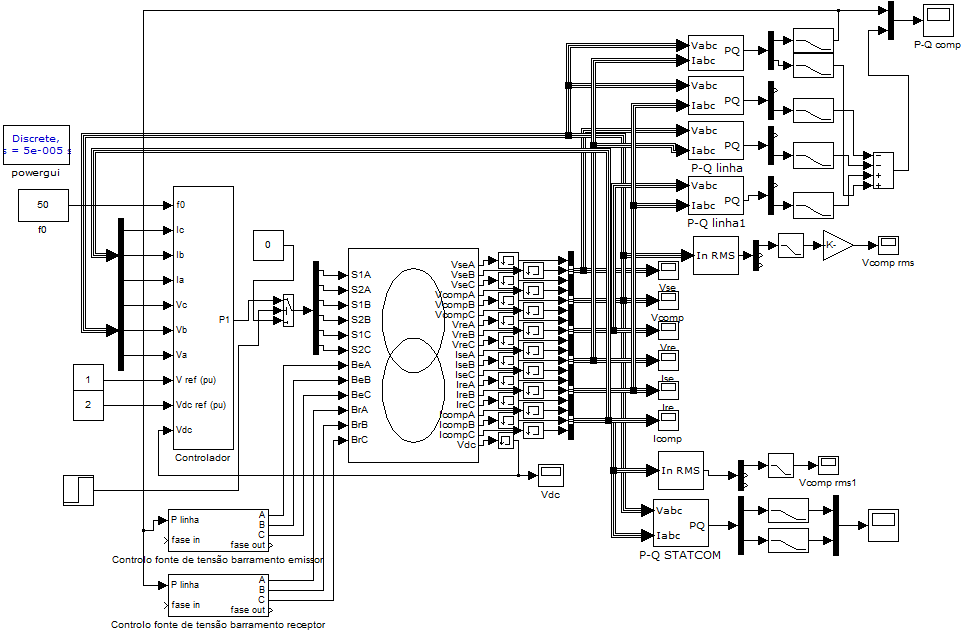 P-Q comp
Vabc
Iabc
PQ
Vabc
Iabc
PQ
Vabc
Iabc
PQ
P-Q linha
Vabc
Iabc
PQ
P-Q linha1
Discrete,
s = 5e-005 s
powergui
50
f0
f0
Ic
Ib
Ia
Vc
Vb
Va
V ref (pu)
Vdc ref (pu)
Vdc
P1
Controlador
1
2
0
S1A
S2A
S1B
S2B
S1C
S2C
BeA
BeB
BeC
BrA
BrB
BrC
VseA
VseB
VseC
VcompA
VcompB
VcompC
VreA
VreB
VreC
IseA
IseB
IseC
IreA
IreB
IreC
IcompA
IcompB
IcompC
Vdc
Vse
Vcomp
Vre
Ise
Ire
Icomp
In RMS
K-
Vcomp rms
In RMS
Vcomp rms1
Vdc
Vabc
Iabc
PQ
P-Q STATCOM
P linha
fase in
A
B
C
fase out
Controlo fonte de tensão barramento emissor
P linha
fase in
A
B
C
fase out
Controlo fonte de tensão barramento receptor